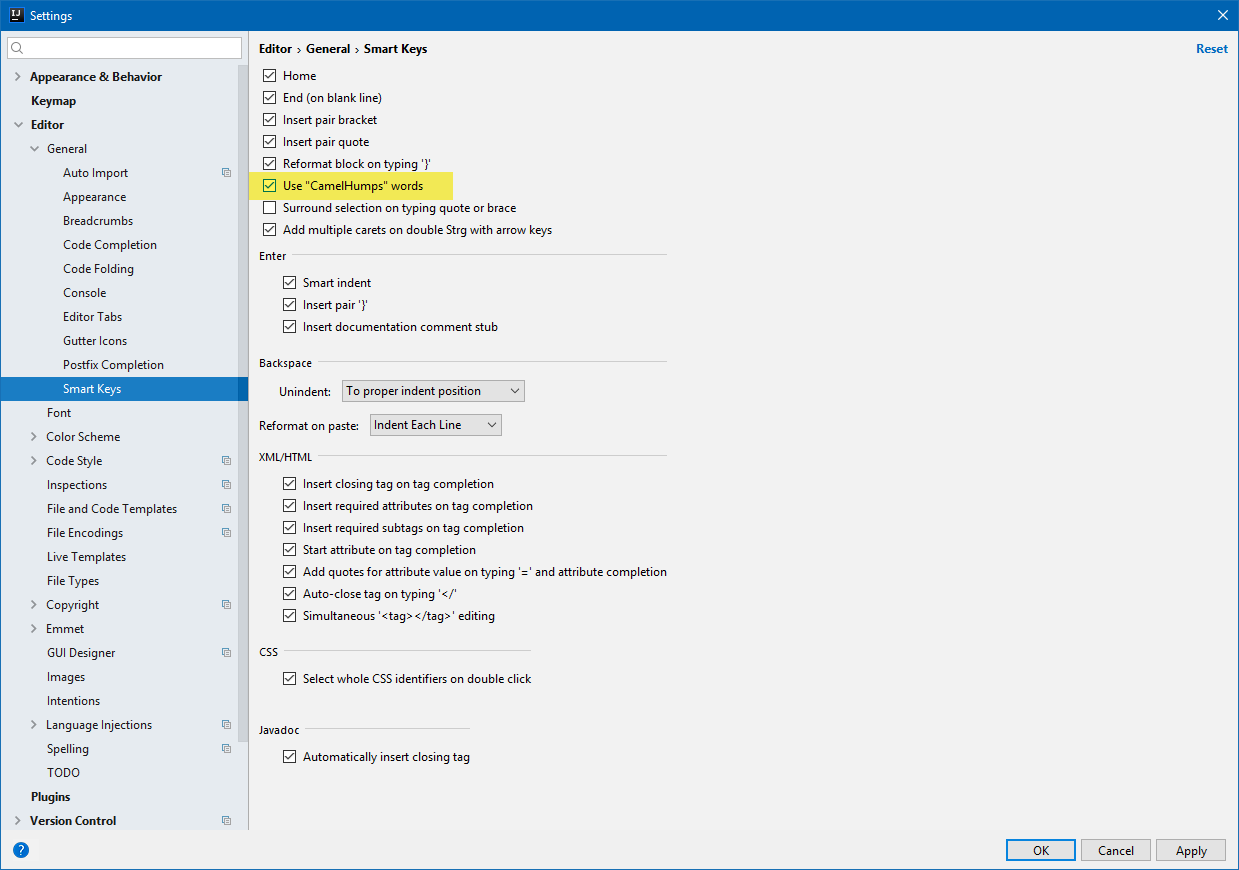 IJ Settings
Editor › General › Smart Keys
Reset
Appearance & Behavior
Keymap
Editor
General
Auto Import
Appearance
Breadcrumbs
Code Completion
Code Folding
Console
Editor Tabs
Gutter Icons
Postfix Completion
Smart Keys
Font
Color Scheme
Code Style
Inspections
File and Code Templates
File Encodings
Live Templates
File Types
Copyright
Emmet
GUI Designer
Images
Intentions
Language Injections
Spelling
TODO
Plugins
Version Control
Home
End (on blank line)
Insert pair bracket
Insert pair quote
Reformat block on typing '}'
Use "CamelHumps" words
Surround selection on typing quote or brace
Add multiple carets on double Strg with arrow keys
Enter
Smart indent
Insert pair '}'
Insert documentation comment stub
Backspace
Unindent: To proper indent position
Reformat on paste: Indent Each Line
XML/HTML
Insert closing tag on tag completion
Insert required attributes on tag completion
Insert required subtags on tag completion
Start attribute on tag completion
Add quotes for attribute value on typing '=' and attribute completion
Auto-close tag on typing '</'
Simultaneous '<tag></tag>' editing
CSS
Select whole CSS identifiers on double click
Javadoc
Automatically insert closing tag
?
OK Cancel Apply